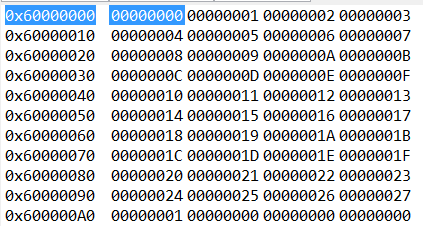 0x60000000 00000000 00000001 00000002 00000003
0x60000010 00000004 00000005 00000006 00000007
0x60000020 00000008 00000009 0000000A 0000000B
0x60000030 0000000C 0000000D 0000000E 0000000F
0x60000040 00000010 00000011 00000012 00000013
0x60000050 00000014 00000015 00000016 00000017
0x60000060 00000018 00000019 0000001A 0000001B
0x60000070 0000001C 0000001D 0000001E 0000001F
0x60000080 00000020 00000021 00000022 00000023
0x60000090 00000024 00000025 00000026 00000027
0x600000A0 00000001 00000000 00000000 00000000